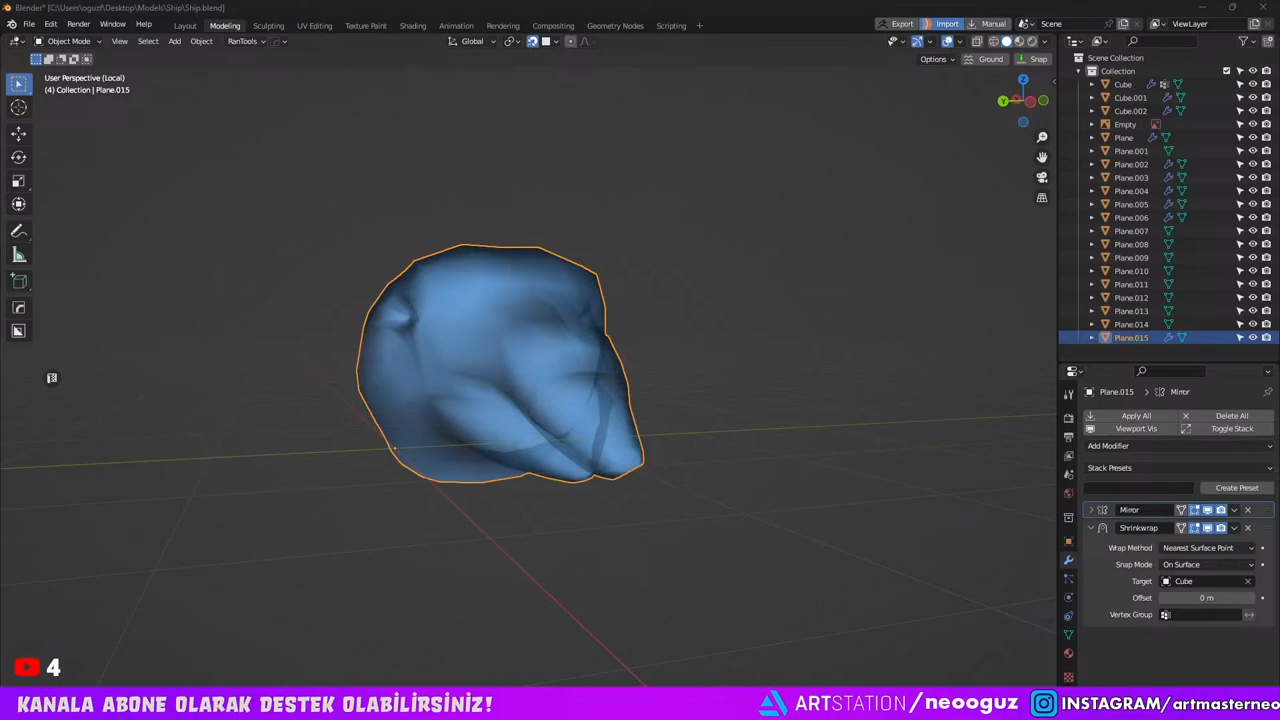 Blender* [C:\Users\oguzf\Desktop\Models\Ship\Ship.blend]
File Edit Render Window Help Layout Modeling Sculpting UV Editing Texture Paint Shading Animation Rendering Compositing Geometry Nodes Scripting + Export Import Manual Scene ViewLayer
Object Mode View Select Add Object RanTools Global
Options Ground Snap
User Perspective (Local)
(4) Collection | Plane.015
Y
Z
Scene Collection
Collection
Cube
Cube.001
Cube.002
Empty
Plane
Plane.001
Plane.002
Plane.003
Plane.004
Plane.005
Plane.006
Plane.007
Plane.008
Plane.009
Plane.010
Plane.011
Plane.012
Plane.013
Plane.014
Plane.015
Plane.015 > Mirror
Apply All Delete All
Viewport Vis Toggle Stack
Add Modifier
Stack Presets
Create Preset
Mirror
Shrinkwrap
Wrap Method Nearest Surface Point
Snap Mode On Surface
Target Cube
Offset 0 m
Vertex Group
4
KANALA ABONE OLARAK DESTEK OLABİLİRSİNİZ!
ARTSTATION/neooguz
INSTAGRAM/artmasterneo